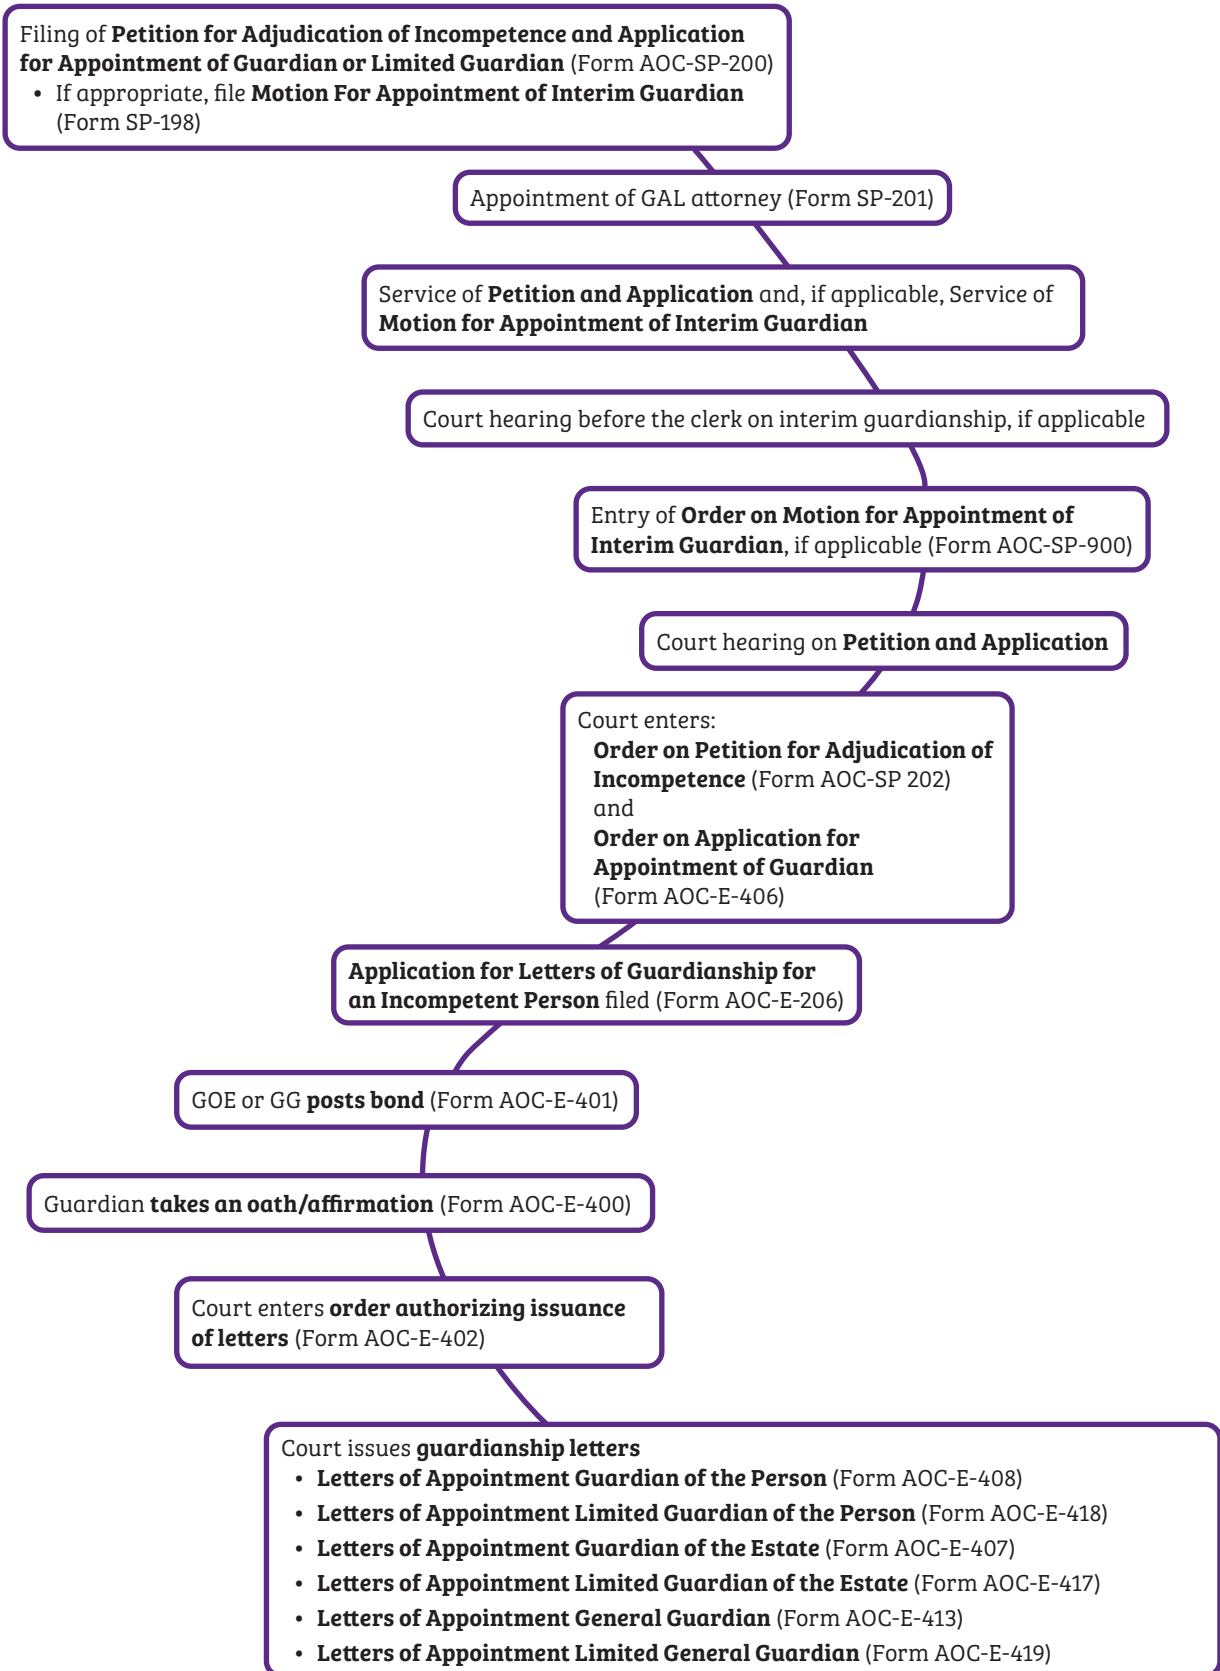 Filing of Petition for Adjudication of Incompetence and Application
for Appointment of Guardian or Limited Guardian (Form AOC-SP-200)
• If appropriate, file Motion For Appointment of Interim Guardian
(Form SP-198)
Appointment of GAL attorney (Form SP-201)
Service of Petition and Application and, if applicable, Service of
Motion for Appointment of Interim Guardian
Court hearing before the clerk on interim guardianship, if applicable
Entry of Order on Motion for Appointment of
Interim Guardian, if applicable (Form AOC-SP-900)
Court hearing on Petition and Application
Court enters:
Order on Petition for Adjudication of
Incompetence (Form AOC-SP 202)
and
Order on Application for
Appointment of Guardian
(Form AOC-E-406)
Application for Letters of Guardianship for
an Incompetent Person filed (Form AOC-E-206)
GOE or GG posts bond (Form AOC-E-401)
Guardian takes an oath/affirmation (Form AOC-E-400)
Court enters order authorizing issuance
of letters (Form AOC-E-402)
Court issues guardianship letters
• Letters of Appointment Guardian of the Person (Form AOC-E-408)
• Letters of Appointment Limited Guardian of the Person (Form AOC-E-418)
• Letters of Appointment Guardian of the Estate (Form AOC-E-407)
• Letters of Appointment Limited Guardian of the Estate (Form AOC-E-417)
• Letters of Appointment General Guardian (Form AOC-E-413)
• Letters of Appointment Limited General Guardian (Form AOC-E-419)